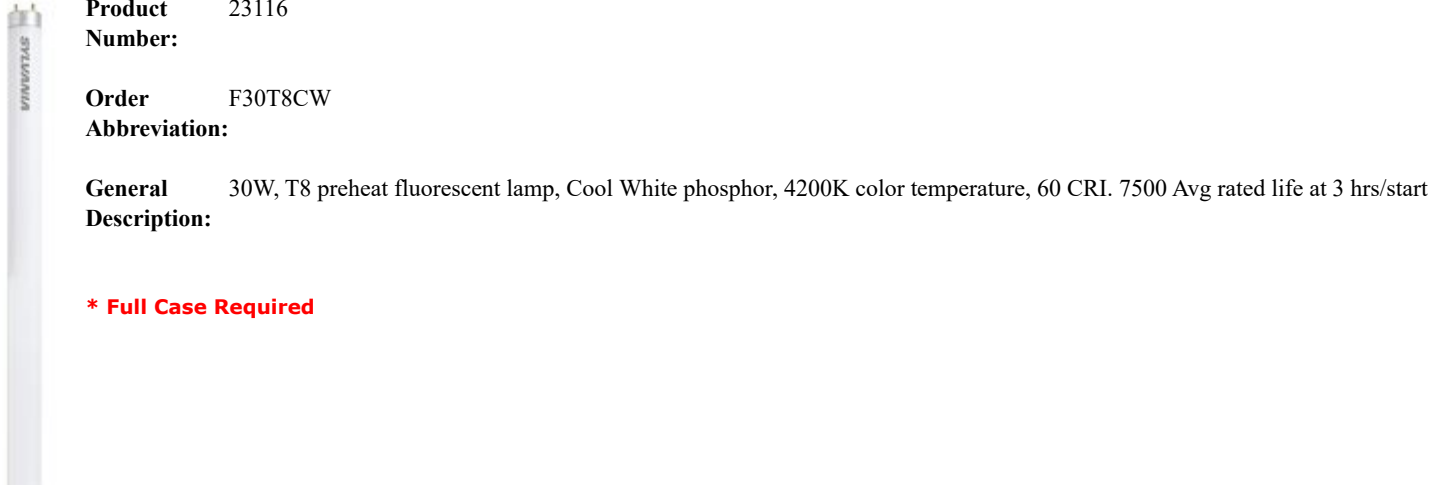 SYLVANIA
Product Number: 23116
Order Abbreviation: F30T8CW
General Description: 30W, T8 preheat fluorescent lamp, Cool White phosphor, 4200K color temperature, 60 CRI. 7500 Avg rated life at 3 hrs/start
* Full Case Required